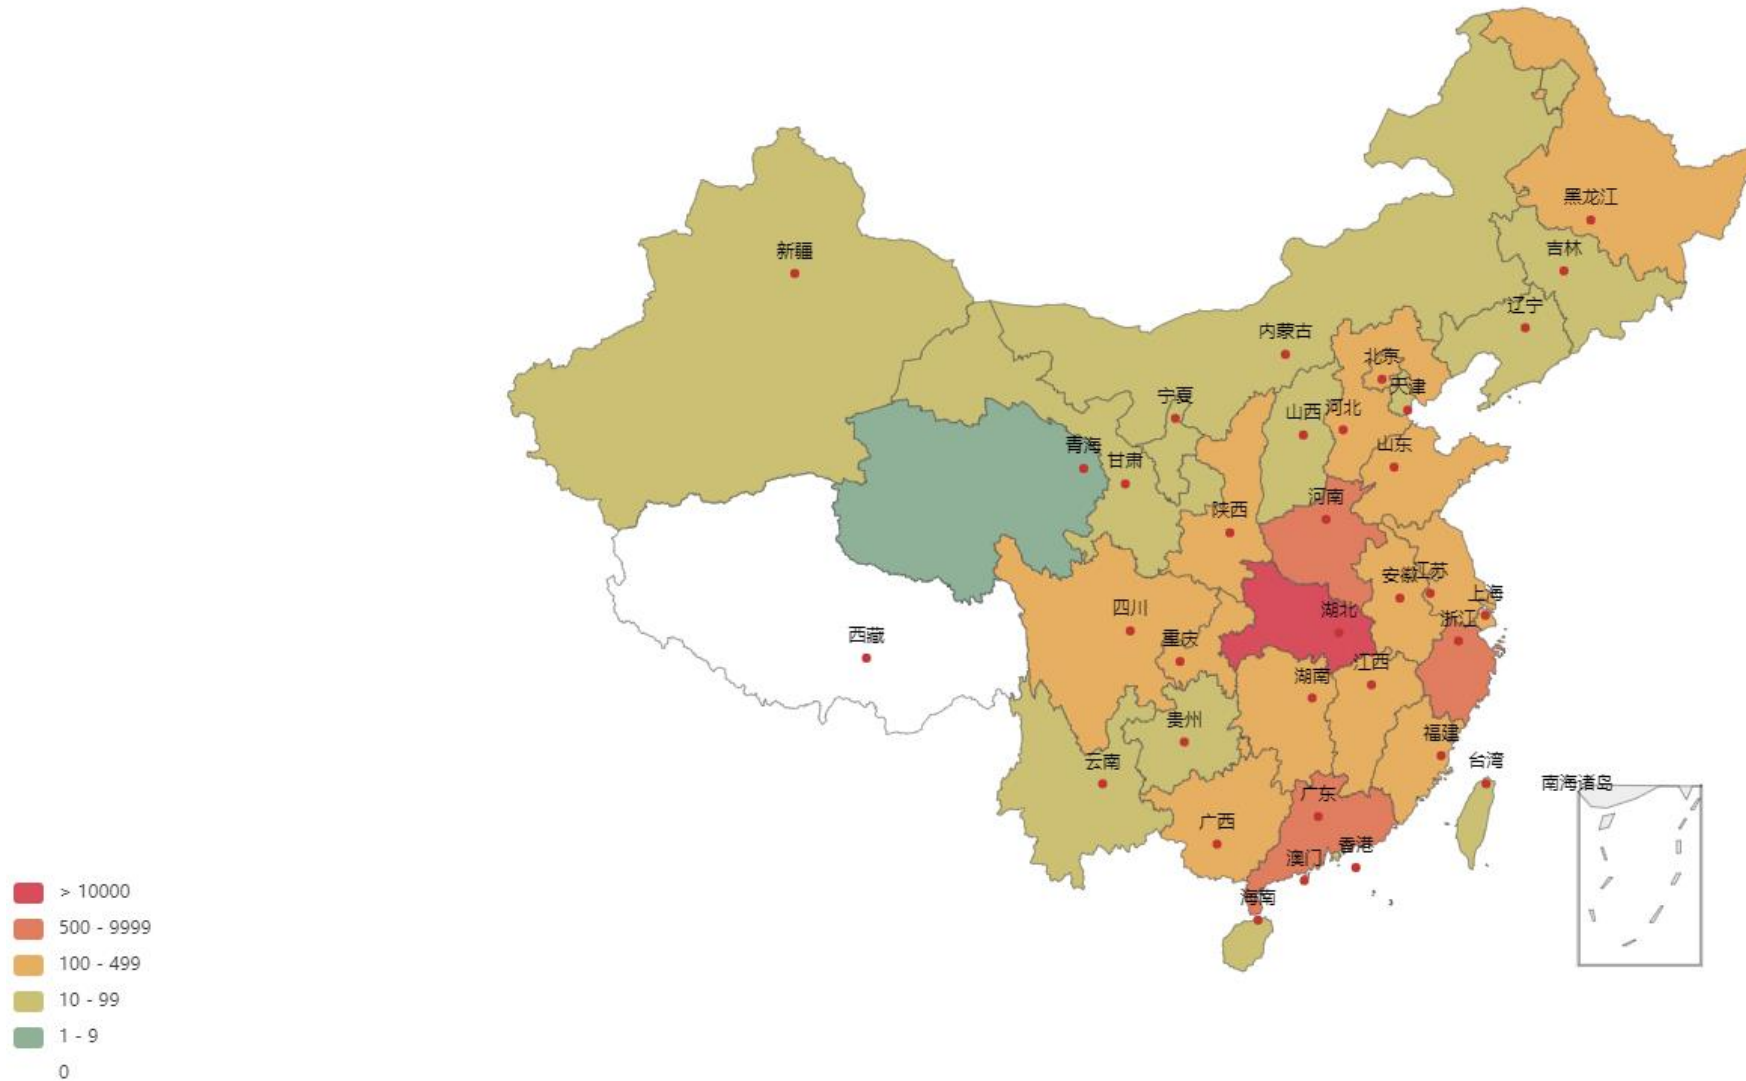 黑龙江
吉林
新疆
辽宁
内蒙古
北京
天津
宁夏
山西
河北
山东
青海
甘肃
河南
陕西
安徽
江苏
上海
四川
湖北
浙江
西藏
重庆
江西
湖南
贵州
福建
云南
台湾
南海诸岛
广东
广西
香港
澳门
海南
> 10000
500 - 9999
100 - 499
10 - 99
1 - 9
0